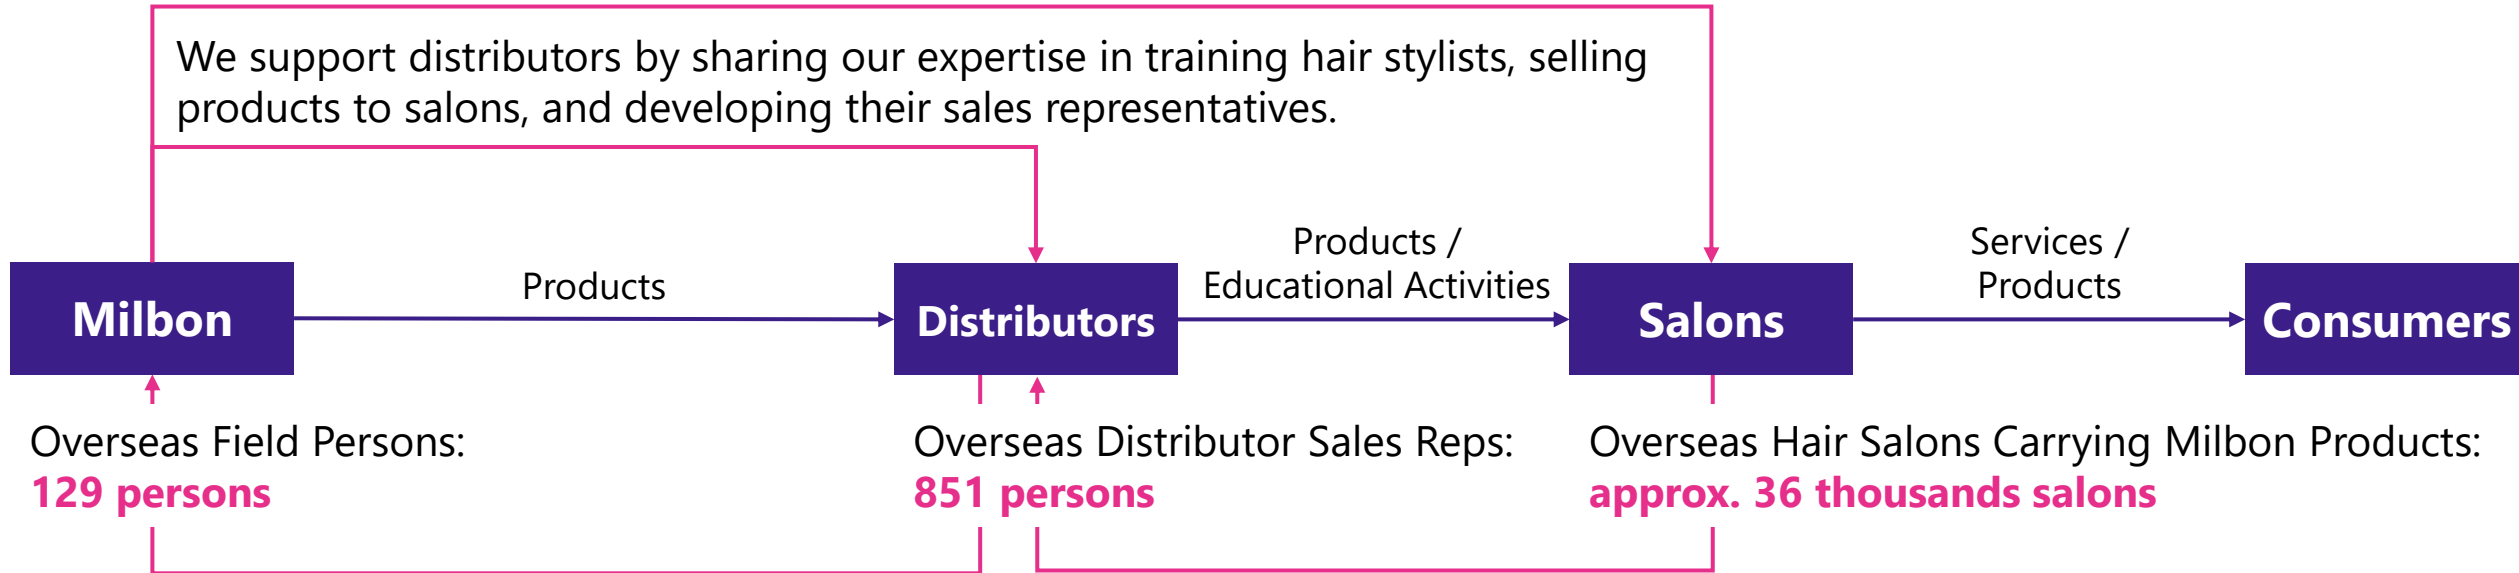 We support distributors by sharing our expertise in training hair stylists, selling
products to salons, and developing their sales representatives.
Milbon
Products
Distributors
Products /
Educational Activities
Salons
Services /
Products
Consumers
Overseas Field Persons:
129 persons
Overseas Distributor Sales Reps:
851 persons
Overseas Hair Salons Carrying Milbon Products:
approx. 36 thousands salons